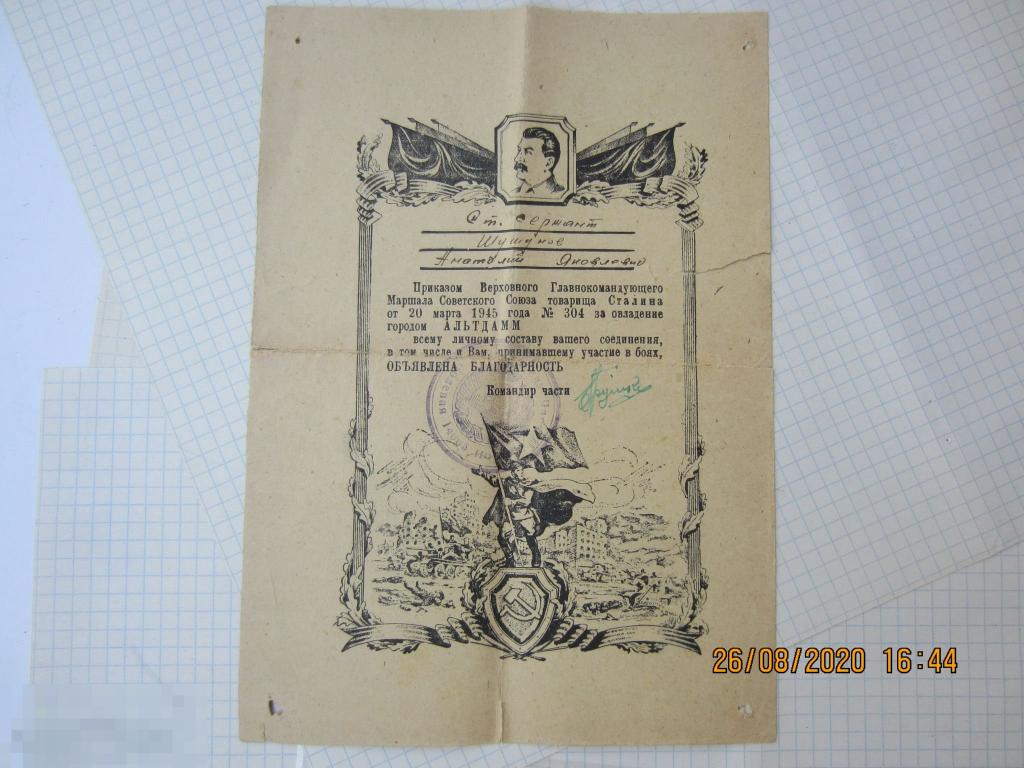 Ст. Сержант
Шушунов
Анатолий Яковлевич
Приказом Верховного Главнокомандующего
Маршала Советского Союза товарища Сталина
от 20 марта 1945 года № 304 за овладение
городом АЛЬТДАММ
всему личному составу вашего соединения,
в том числе и Вам, принимавшему участие в боях,
ОБЪЯВЛЕНА БЛАГОДАРНОСТЬ
Командир части
26/08/2020 16:44